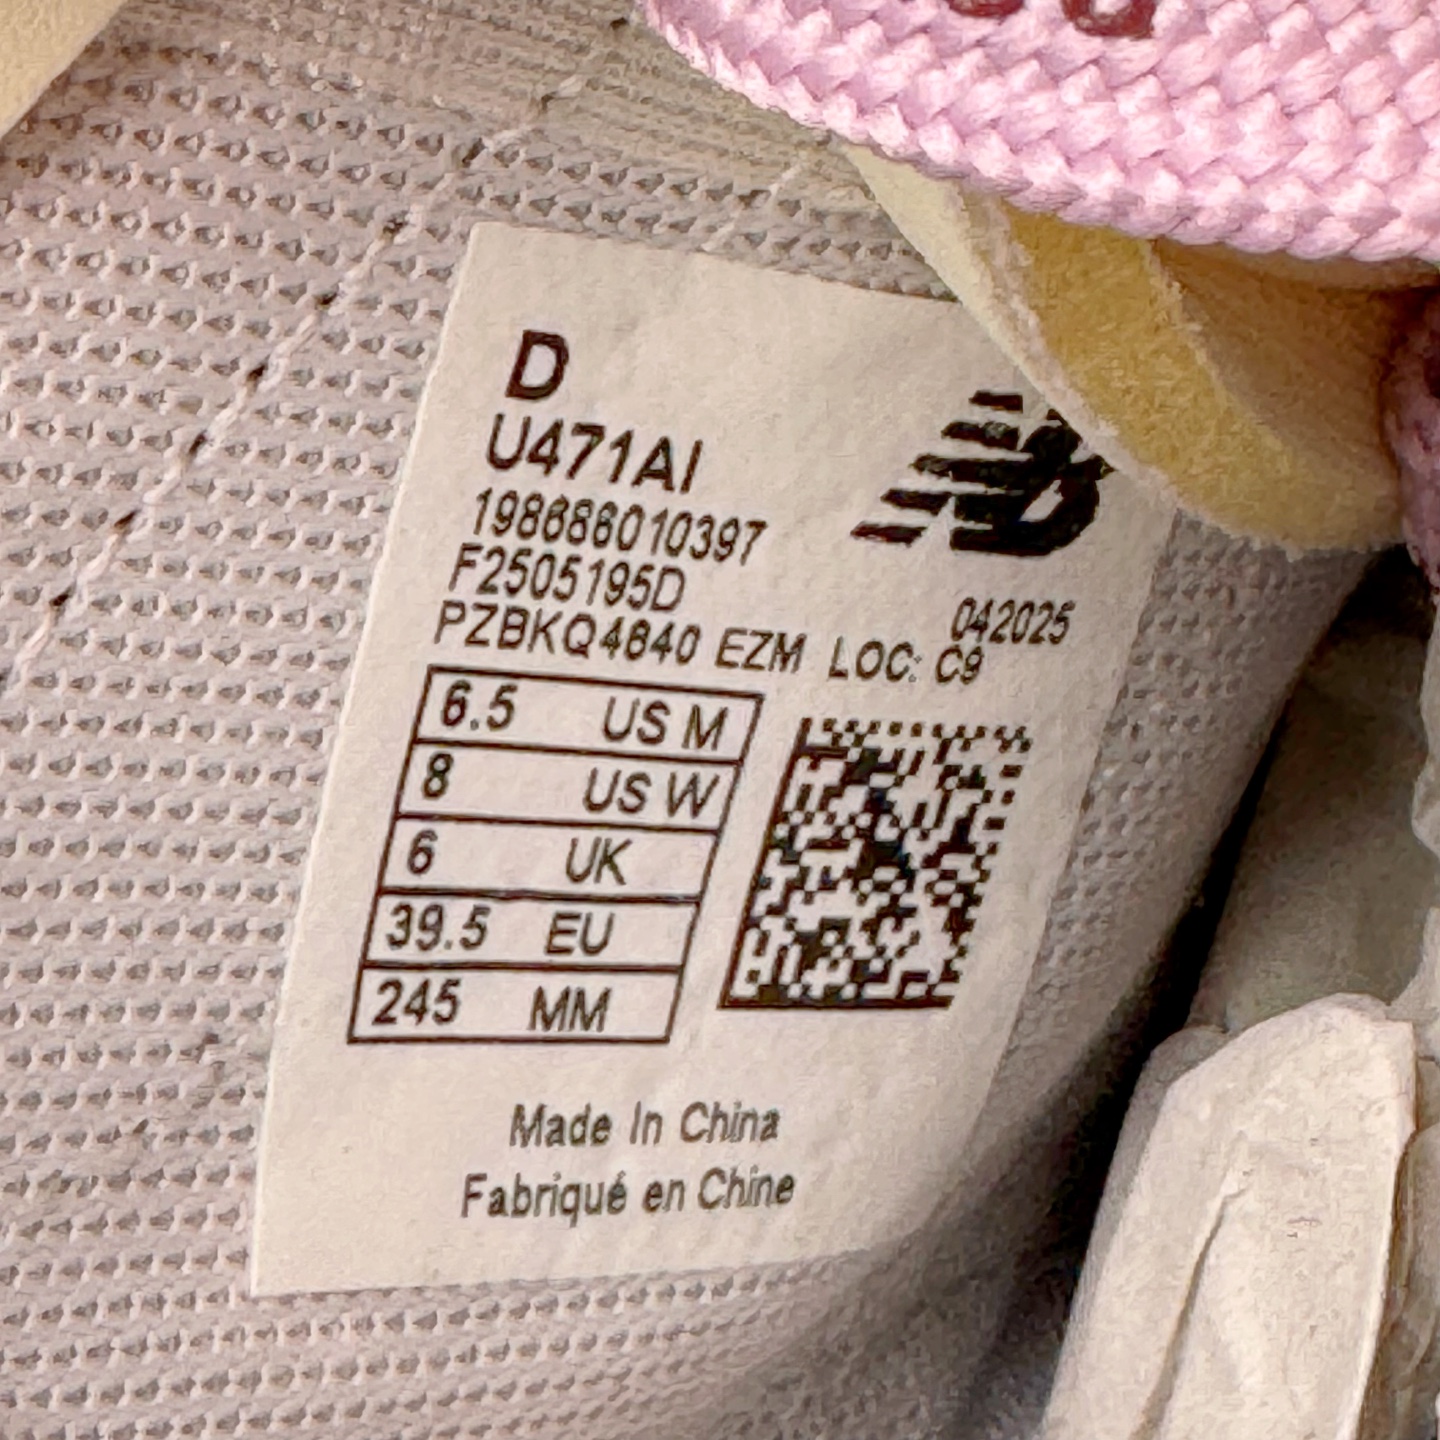 D
U471AI
198686010397
F2505195D
042025
PZBKQ4840 EZM LOC: C9
6.5 US M
8 US W
6 UK
39.5 EU
245 MM
Made In China
Fabriqué en Chine